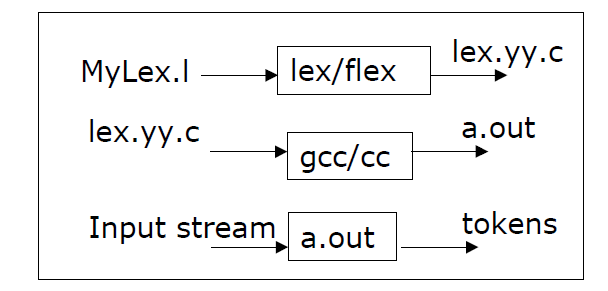 MyLex.l lex/flex lex.yy.c
lex.yy.c gcc/cc a.out
Input stream a.out tokens